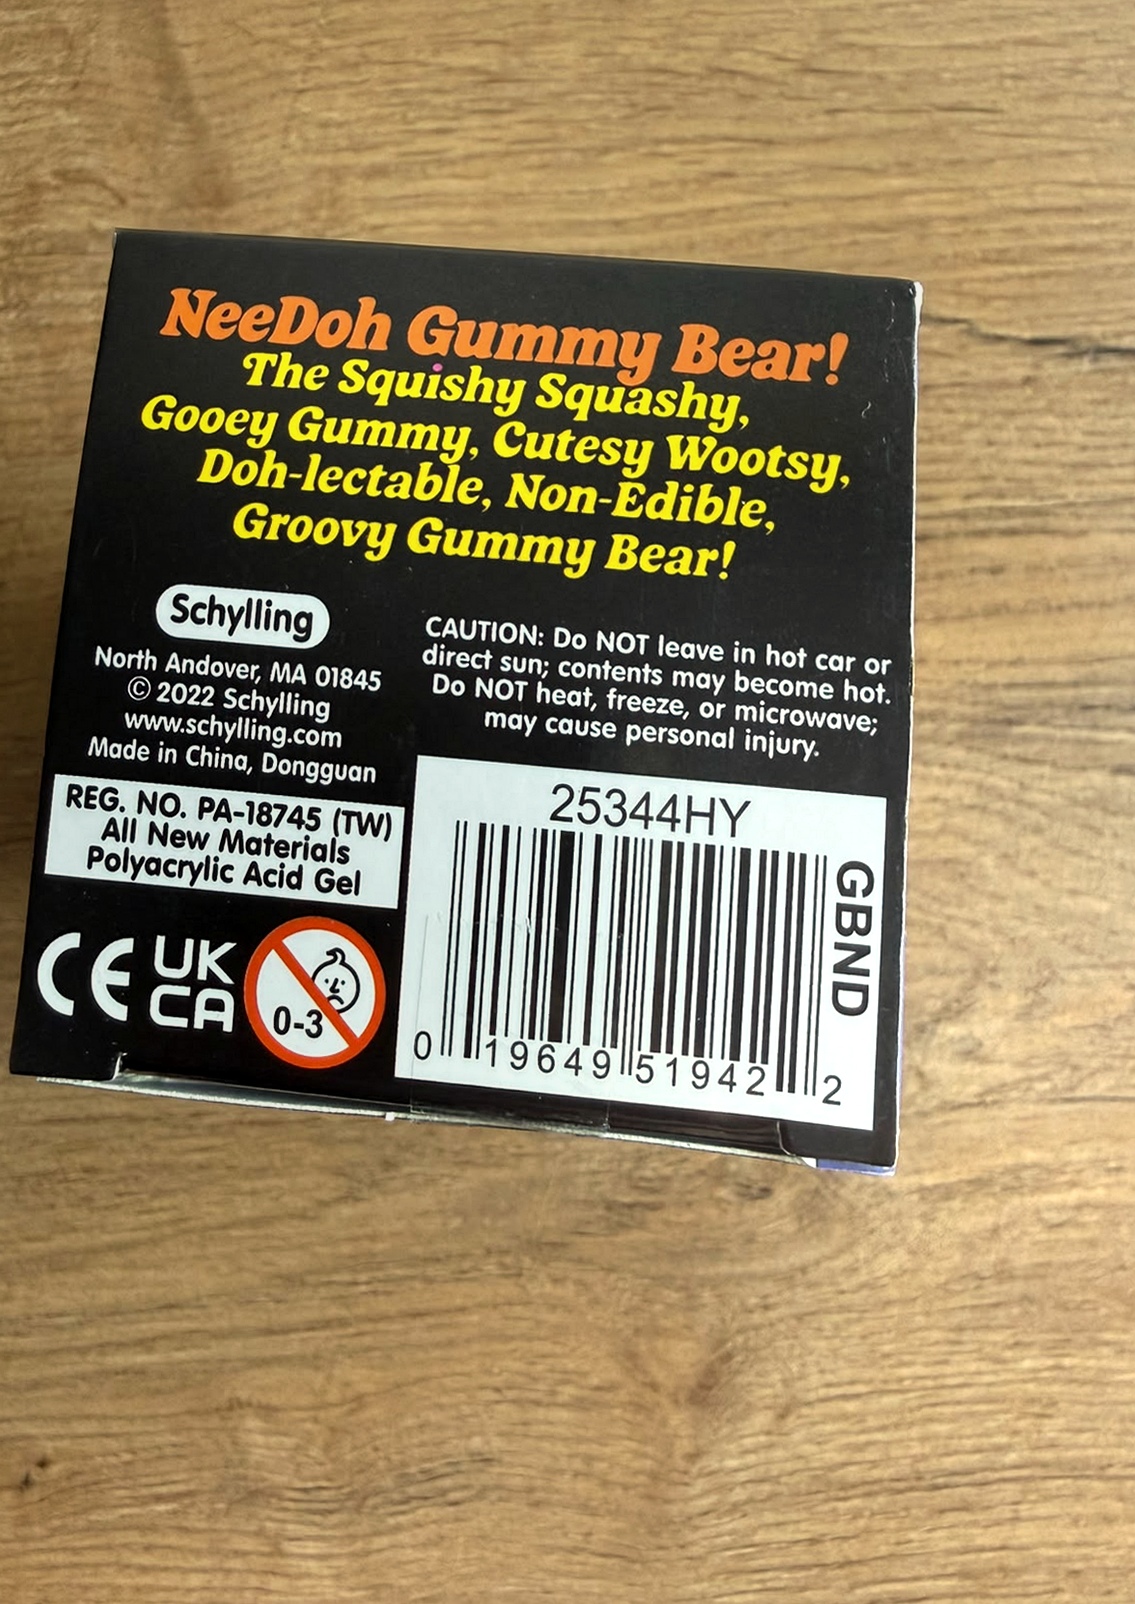 NeeDoh Gummy Bear!
The Squishy Squashy,
Gooey Gummy, Cutesy Wootsy,
Doh-lectable, Non-Edible,
Groovy Gummy Bear!
Schylling
North Andover, MA 01845
© 2022 Schylling
www.schylling.com
Made in China, Dongguan
REG. NO. PA-18745 (TW)
All New Materials
Polyacrylic Acid Gel
CE
UK
CA
0-3
CAUTION: Do NOT leave in hot car or
direct sun; contents may become hot.
Do NOT heat, freeze, or microwave;
may cause personal injury.
25344HY
GBND
0 19649 51942 2